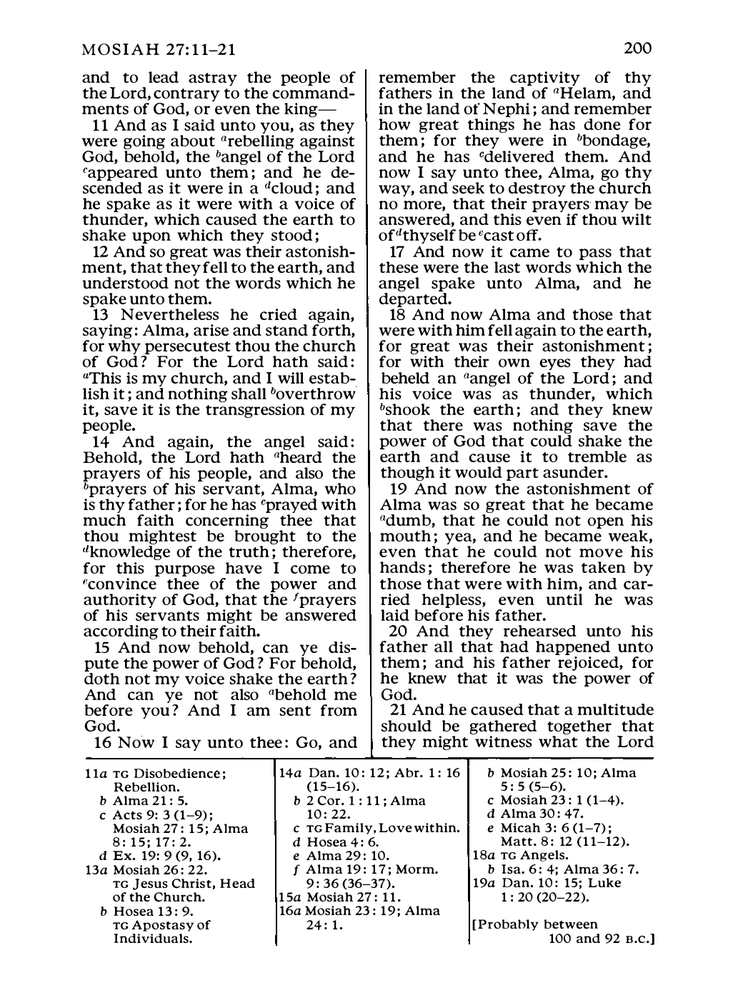 MOSIAH 27:11–21
200
and to lead astray the people of
the Lord, contrary to the command-
ments of God, or even the king—
11 And as I said unto you, as they
were going about ᵃrebelling against
God, behold, the ᵇangel of the Lord
ᶜappeared unto them; and he de-
scended as it were in a ᵈcloud; and
he spake as it were with a voice of
thunder, which caused the earth to
shake upon which they stood;
12 And so great was their astonish-
ment, that they fell to the earth, and
understood not the words which he
spake unto them.
13 Nevertheless he cried again,
saying: Alma, arise and stand forth,
for why persecutest thou the church
of God? For the Lord hath said:
ᵃThis is my church, and I will estab-
lish it; and nothing shall ᵇoverthrow
it, save it is the transgression of my
people.
14 And again, the angel said:
Behold, the Lord hath ᵃheard the
prayers of his people, and also the
ᵇprayers of his servant, Alma, who
is thy father; for he has ᶜprayed with
much faith concerning thee that
thou mightest be brought to the
ᵈknowledge of the truth; therefore,
for this purpose have I come to
ᵉconvince thee of the power and
authority of God, that the ᶠprayers
of his servants might be answered
according to their faith.
15 And now behold, can ye dis-
pute the power of God? For behold,
doth not my voice shake the earth?
And can ye not also ᵃbehold me
before you? And I am sent from
God.
16 Now I say unto thee: Go, and
remember the captivity of thy
fathers in the land of ᵃHelam, and
in the land of Nephi; and remember
how great things he has done for
them; for they were in ᵇbondage,
and he has ᶜdelivered them. And
now I say unto thee, Alma, go thy
way, and seek to destroy the church
no more, that their prayers may be
answered, and this even if thou wilt
of ᵈthyself be ᵉcast off.
17 And now it came to pass that
these were the last words which the
angel spake unto Alma, and he
departed.
18 And now Alma and those that
were with him fell again to the earth,
for great was their astonishment;
for with their own eyes they had
beheld an ᵃangel of the Lord; and
his voice was as thunder, which
ᵇshook the earth; and they knew
that there was nothing save the
power of God that could shake the
earth and cause it to tremble as
though it would part asunder.
19 And now the astonishment of
Alma was so great that he became
ᵃdumb, that he could not open his
mouth; yea, and he became weak,
even that he could not move his
hands; therefore he was taken by
those that were with him, and car-
ried helpless, even until he was
laid before his father.
20 And they rehearsed unto his
father all that had happened unto
them; and his father rejoiced, for
he knew that it was the power of
God.
21 And he caused that a multitude
should be gathered together that
they might witness what the Lord
11a TG Disobedience;
Rebellion.
b Alma 21:5.
c Acts 9:3 (1–9);
Mosiah 27:15; Alma
8:15; 17:2.
d Ex. 19:9 (9, 16).
13a Mosiah 26:22.
TG Jesus Christ, Head
of the Church.
b Hosea 13:9.
TG Apostasy of
Individuals.
14a Dan. 10:12; Abr. 1:16
(15–16).
b 2 Cor. 1:11; Alma
10:22.
c TG Family, Love within.
d Hosea 4:6.
e Alma 29:10.
f Alma 19:17; Morm.
9:36 (36–37).
15a Mosiah 27:11.
16a Mosiah 23:19; Alma
24:1.
b Mosiah 25:10; Alma
5:5 (5–6).
c Mosiah 23:1 (1–4).
d Alma 30:47.
e Micah 3:6 (1–7);
Matt. 8:12 (11–12).
18a TG Angels.
b Isa. 6:4; Alma 36:7.
19a Dan. 10:15; Luke
1:20 (20–22).
[Probably between
100 and 92 B.C.]